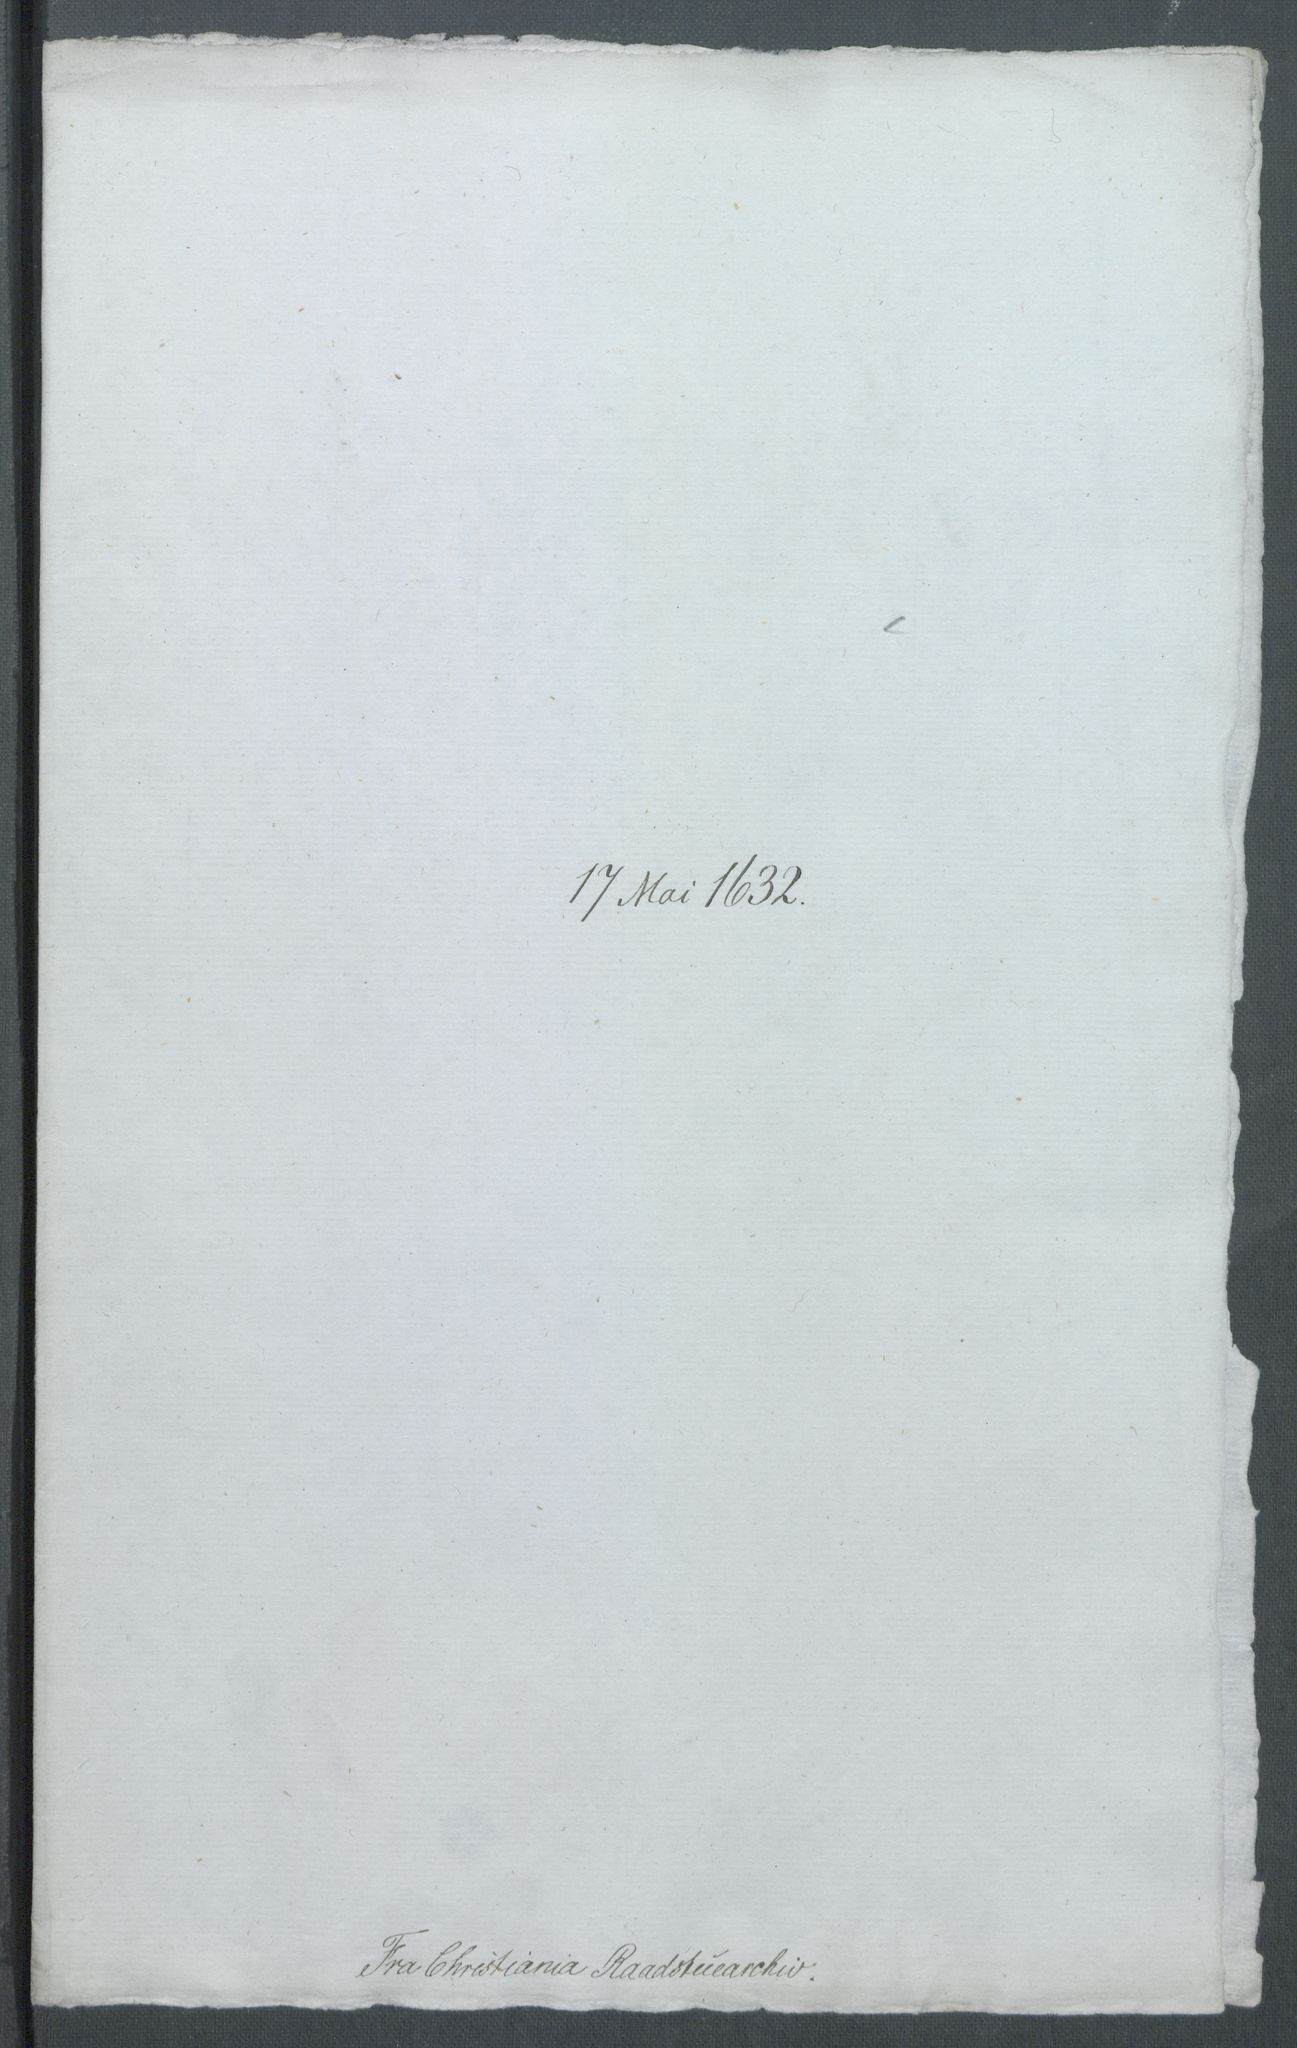 17 Mai 1632.
Fra Christiania Raadstuearchiv.